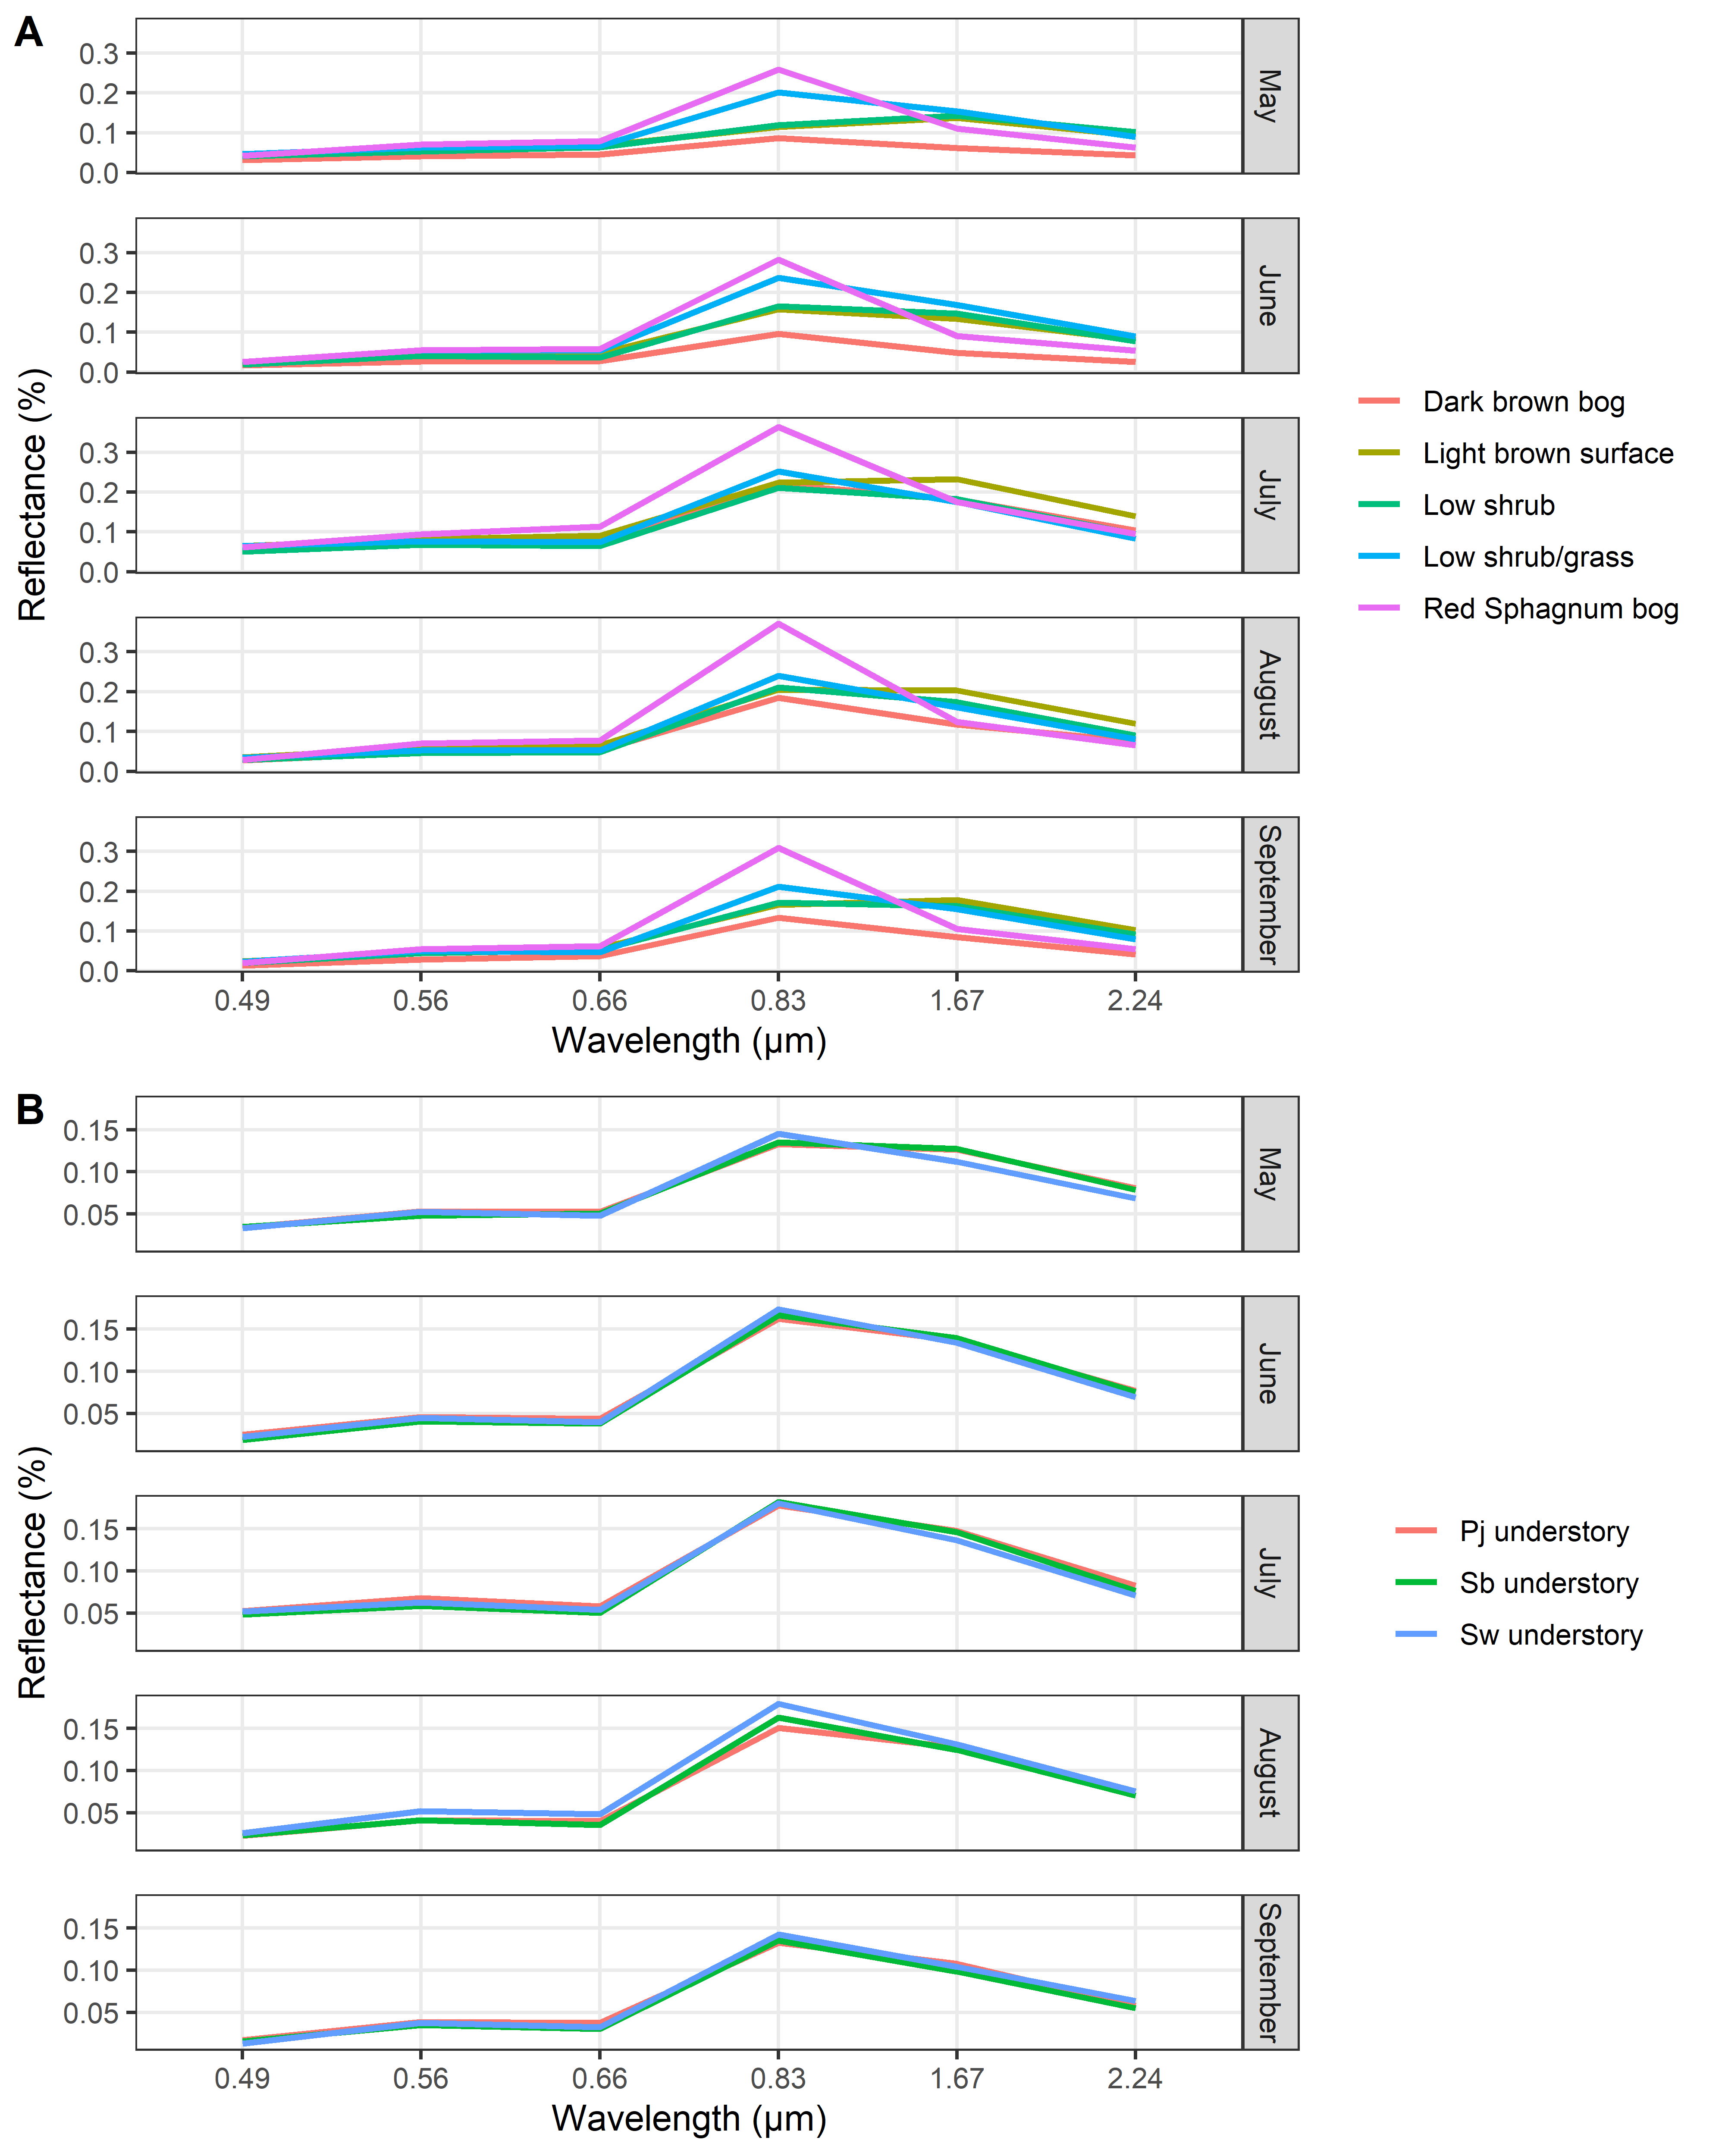 A
0.3
0.2
0.1
0.0
May
0.3
0.2
0.1
0.0
June
0.3
0.2
0.1
0.0
July
0.3
0.2
0.1
0.0
August
0.3
0.2
0.1
0.0
September
0.49 0.56 0.66 0.83 1.67 2.24
Wavelength (µm)
Reflectance (%)
Dark brown bog
Light brown surface
Low shrub
Low shrub/grass
Red Sphagnum bog
B
0.15
0.10
0.05
May
0.15
0.10
0.05
June
0.15
0.10
0.05
July
0.15
0.10
0.05
August
0.15
0.10
0.05
September
0.49 0.56 0.66 0.83 1.67 2.24
Wavelength (µm)
Reflectance (%)
Pj understory
Sb understory
Sw understory